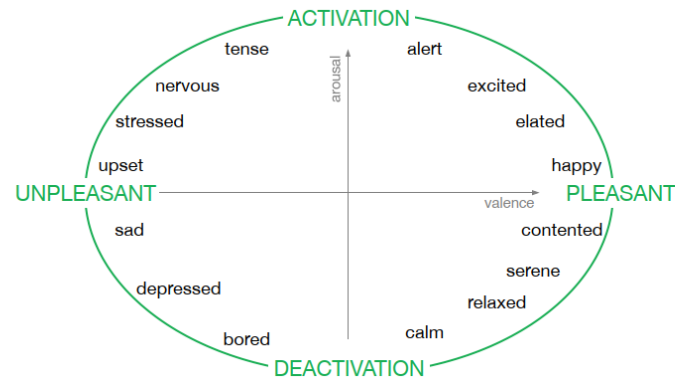 ACTIVATION
tense
alert
arousal
nervous
excited
stressed
elated
upset
happy
UNPLEASANT
PLEASANT
valence
sad
contented
serene
depressed
relaxed
bored
calm
DEACTIVATION